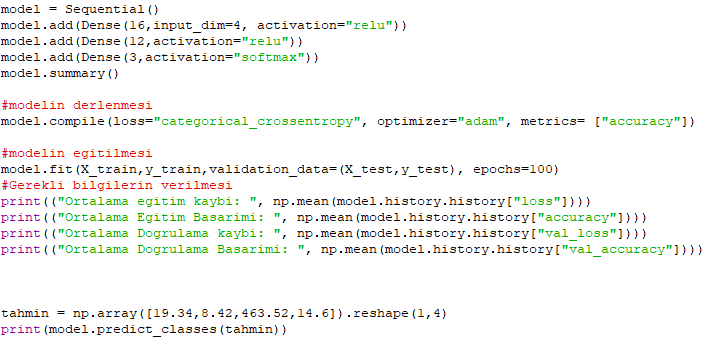 model = Sequential()
model.add(Dense(16,input_dim=4, activation="relu"))
model.add(Dense(12,activation="relu"))
model.add(Dense(3,activation="softmax"))
model.summary()
#modelin derlenmesi
model.compile(loss="categorical_crossentropy", optimizer="adam", metrics= ["accuracy"])
#modelin egitilmesi
model.fit(X_train,y_train,validation_data=(X_test,y_test), epochs=100)
#Gerekli bilgilerin verilmesi
print(("Ortalama egitim kaybi: ", np.mean(model.history.history["loss"])))
print(("Ortalama Egitim Basarimi: ", np.mean(model.history.history["accuracy"])))
print(("Ortalama Dogrulama kaybi: ", np.mean(model.history.history["val_loss"])))
print(("Ortalama Dogrulama Basarimi: ", np.mean(model.history.history["val_accuracy"])))
tahmin = np.array([19.34,8.42,463.52,14.6]).reshape(1,4)
print(model.predict_classes(tahmin))